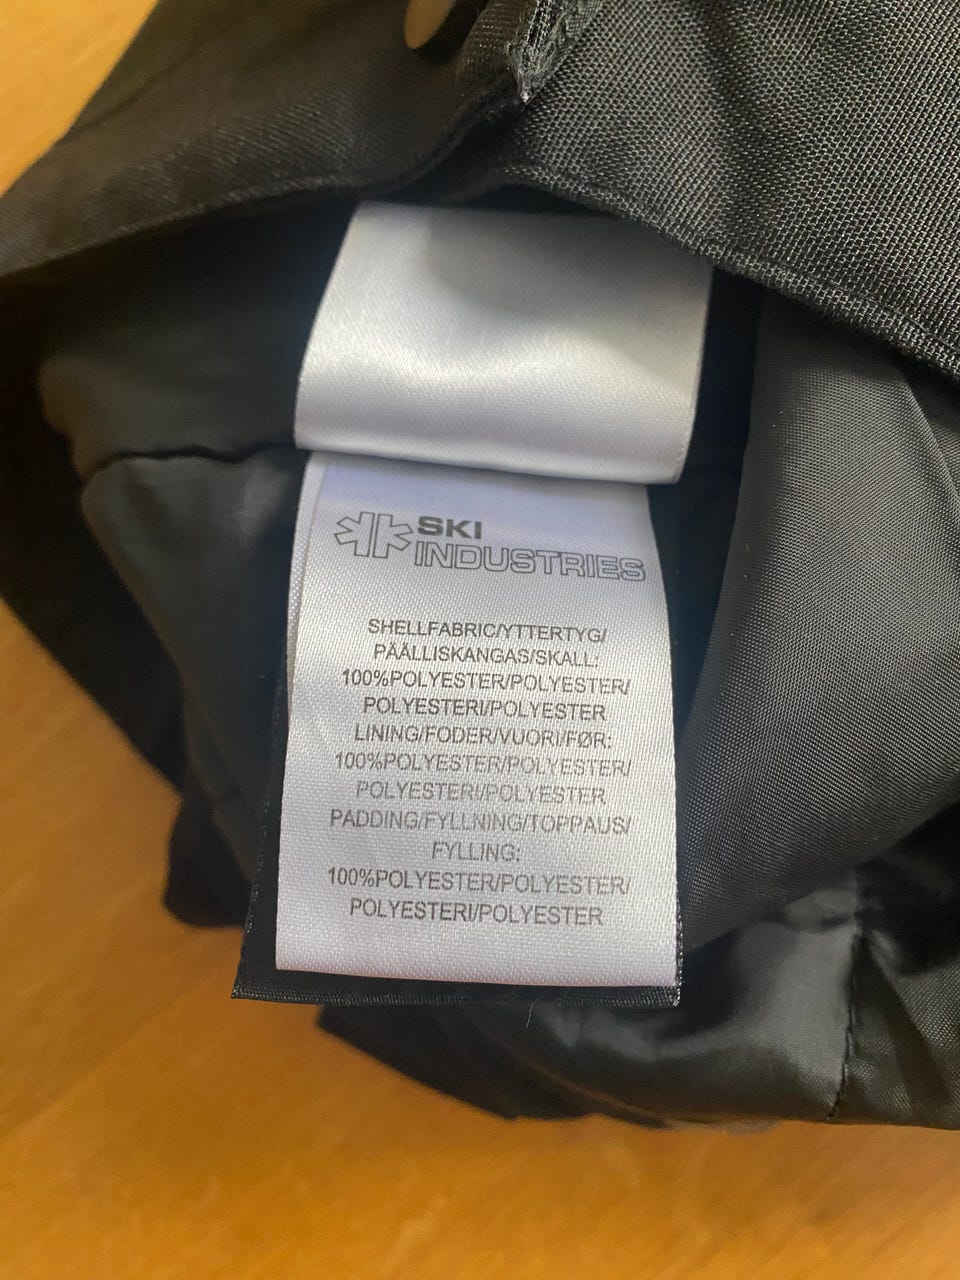 SKI
INDUSTRIES
SHELLFABRIC/YTTERTYG/
PÄÄLLISKANGAS/SKALL:
100%POLYESTER/POLYESTER/
POLYESTERI/POLYESTER
LINING/FODER/VUORI/FØR:
100%POLYESTER/POLYESTER/
POLYESTERI/POLYESTER
PADDING/FYLLNING/TOPPAUS/
FYLLING:
100%POLYESTER/POLYESTER/
POLYESTERI/POLYESTER